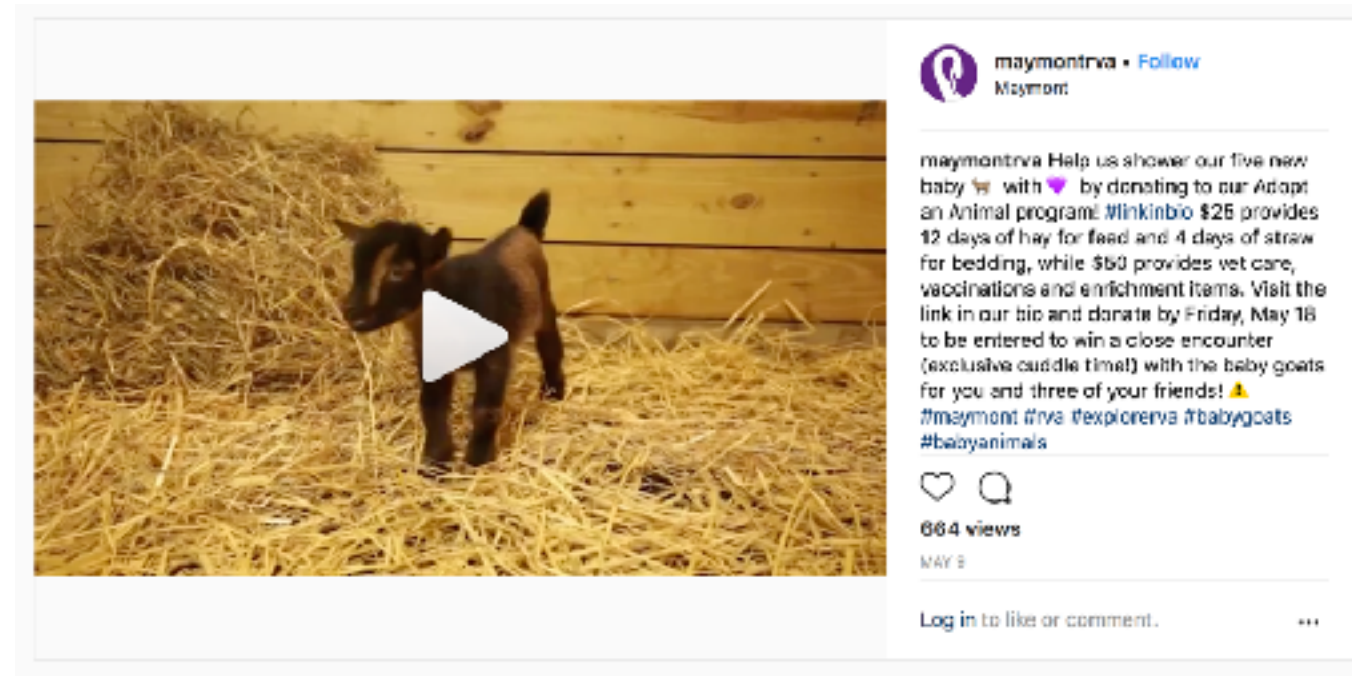 maymontrva • Follow
Maymont
maymontrva Help us shower our five new
baby 🐐 with 💜 by donating to our Adopt
an Animal program! #linkinbio $25 provides
12 days of hay for feed and 4 days of straw
for bedding, while $50 provides vet care,
vaccinations and enrichment items. Visit the
link in our bio and donate by Friday, May 18
to be entered to win a close encounter
(exclusive cuddle time!) with the baby goats
for you and three of your friends! ⚠️
#maymont #rva #explorerva #babygoats
#babyanimals
664 views
MAY 9
Log in to like or comment.